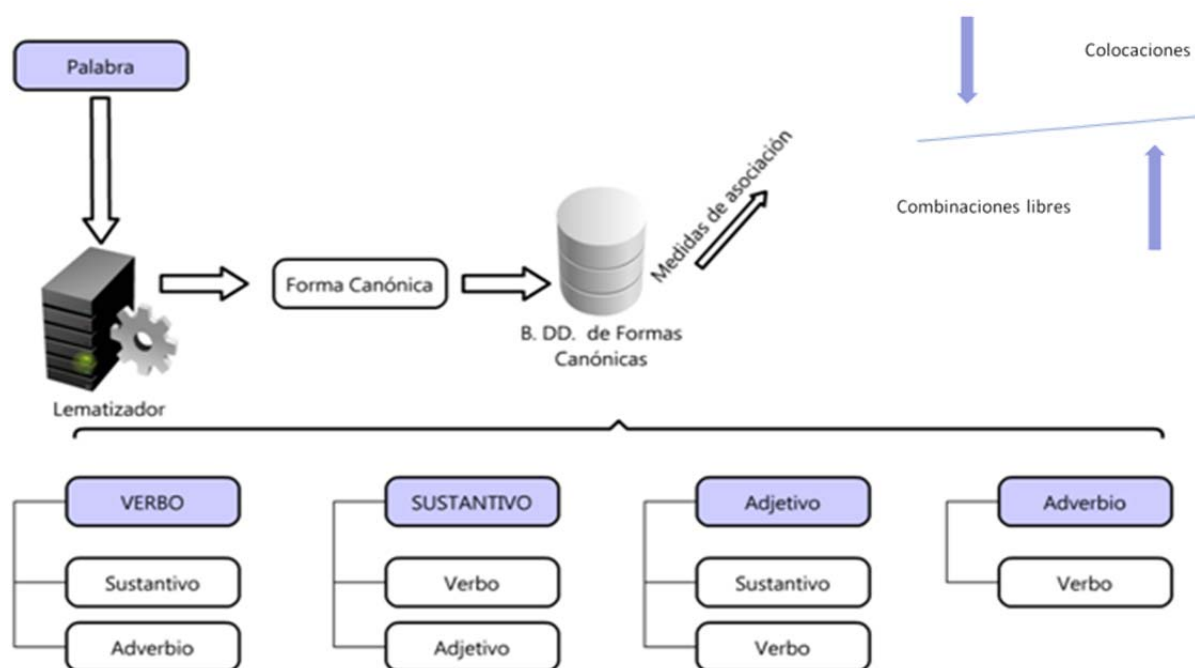 Palabra
Colocaciones
Combinaciones libres
Medidas de asociación
Forma Canónica
B. DD. de Formas
Canónicas
Lematizador
VERBO
Sustantivo
Adverbio
SUSTANTIVO
Verbo
Adjetivo
Adjetivo
Sustantivo
Verbo
Adverbio
Verbo